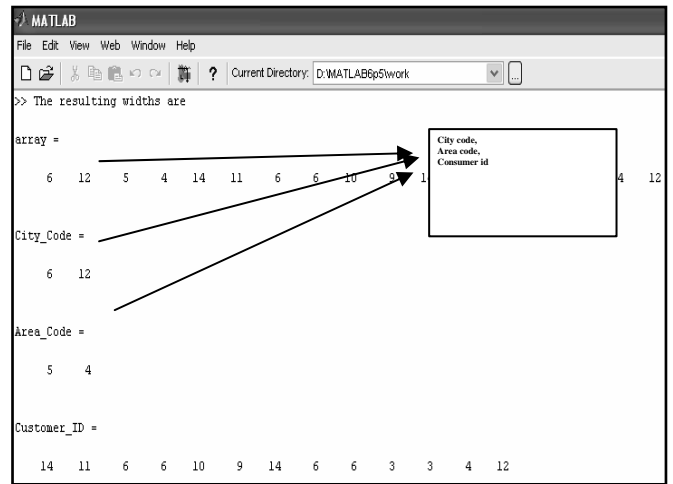 MATLAB
File Edit View Web Window Help
? Current Directory: D:\MATLAB6p5\work ...
>> The resulting widths are
array =
6 12 5 4 14 11 6 6 10 9 4 12
City code,
Area code,
Consumer id
City_Code =
6 12
Area_Code =
5 4
Customer_ID =
14 11 6 6 10 9 14 6 6 3 3 4 12